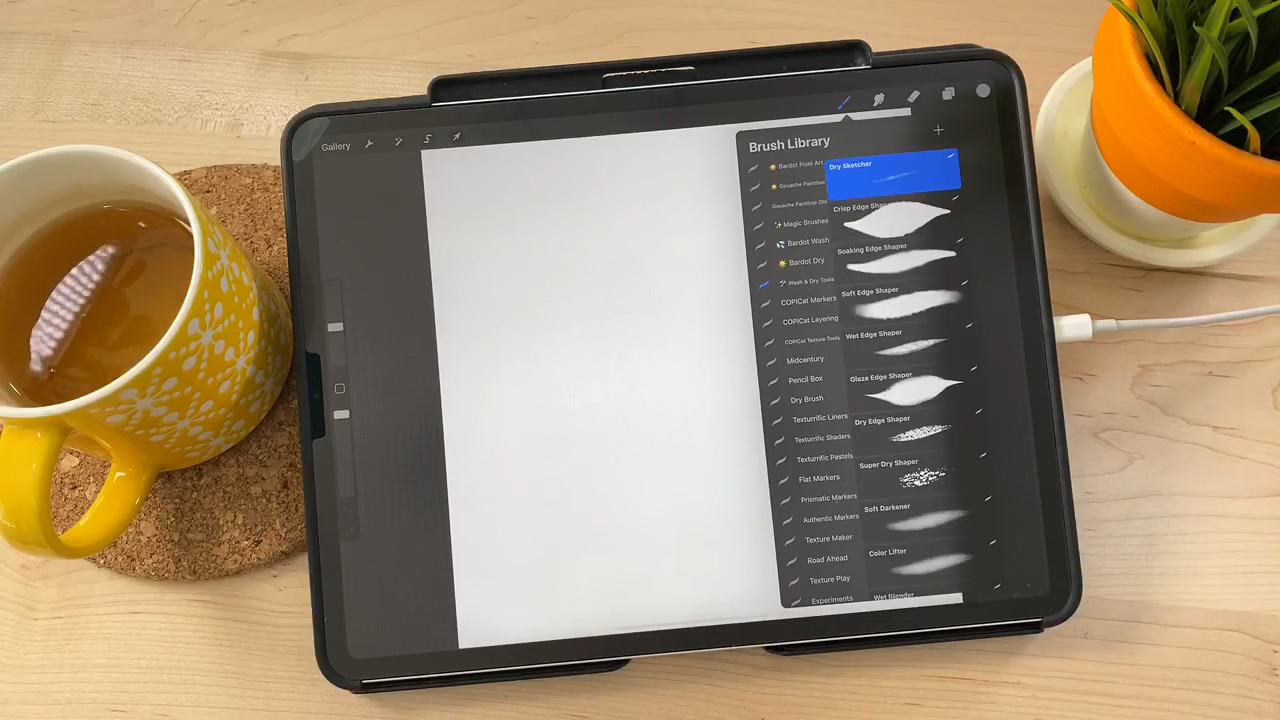 Gallery
Brush Library
Bardot Pixel Art
Gouache Paintbox
Gouache Paintbox Old
Magic Brushes
Bardot Wash
Bardot Dry
Wash & Dry Tools
COPICat Markers
COPICat Layering
COPICat Texture Tools
Midcentury
Pencil Box
Dry Brush
Texturrific Liners
Texturrific Shaders
Texturrific Pastels
Flat Markers
Prismatic Markers
Authentic Markers
Texture Maker
Road Ahead
Texture Play
Experiments
Dry Sketcher
Crisp Edge Shaper
Soaking Edge Shaper
Soft Edge Shaper
Wet Edge Shaper
Glaze Edge Shaper
Dry Edge Shaper
Super Dry Shaper
Soft Darkener
Color Lifter
Wet Blender